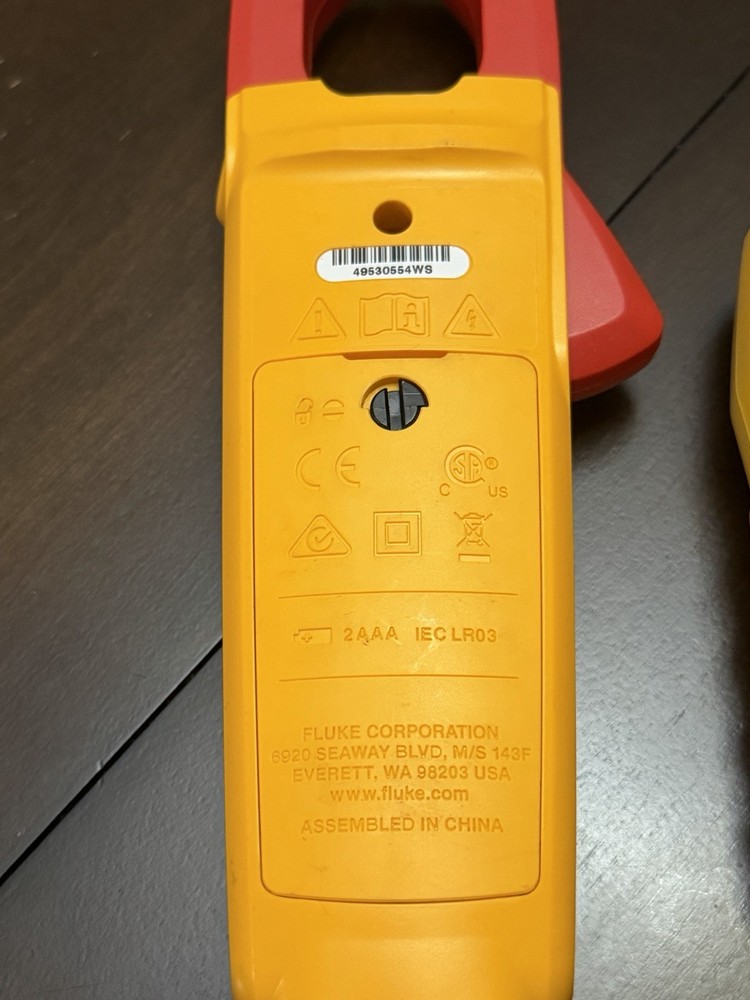 49530554WS
CE
SA
®
C US
2AAA IEC LR03
FLUKE CORPORATION
6920 SEAWAY BLVD, M/S 143F
EVERETT, WA 98203 USA
www.fluke.com
ASSEMBLED IN CHINA